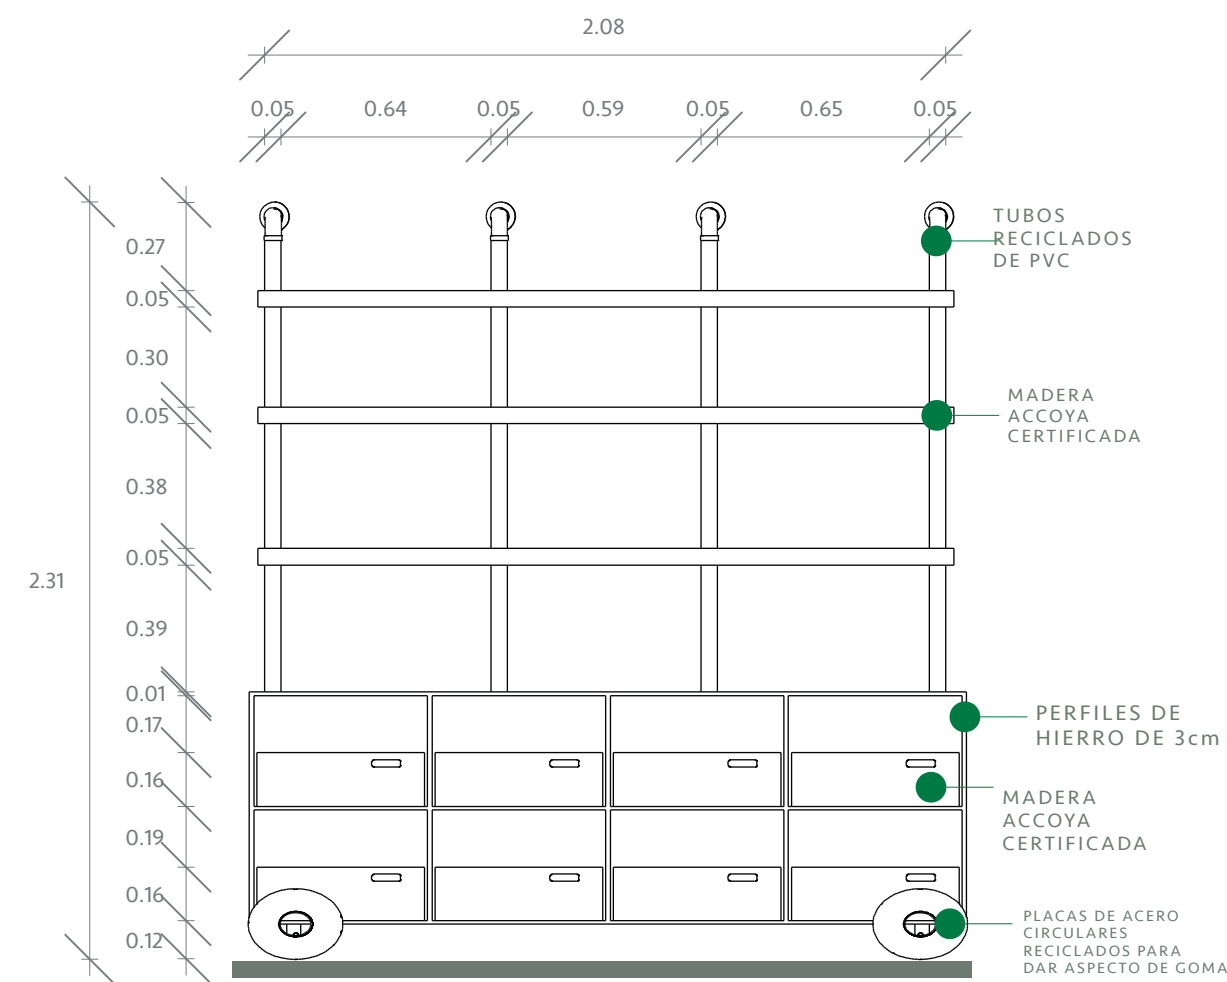 2.08
0.05 0.64 0.05 0.59 0.05 0.65 0.05
TUBOS
RECICLADOS
DE PVC
0.27
0.05
0.30
MADERA
ACCOYA
CERTIFICADA
0.05
0.38
0.05
2.31
0.39
0.01
0.17
PERFILES DE
HIERRO DE 3cm
0.16
MADERA
ACCOYA
CERTIFICADA
0.19
0.16
0.12
PLACAS DE ACERO
CIRCULARES
RECICLADOS PARA
DAR ASPECTO DE GOMA